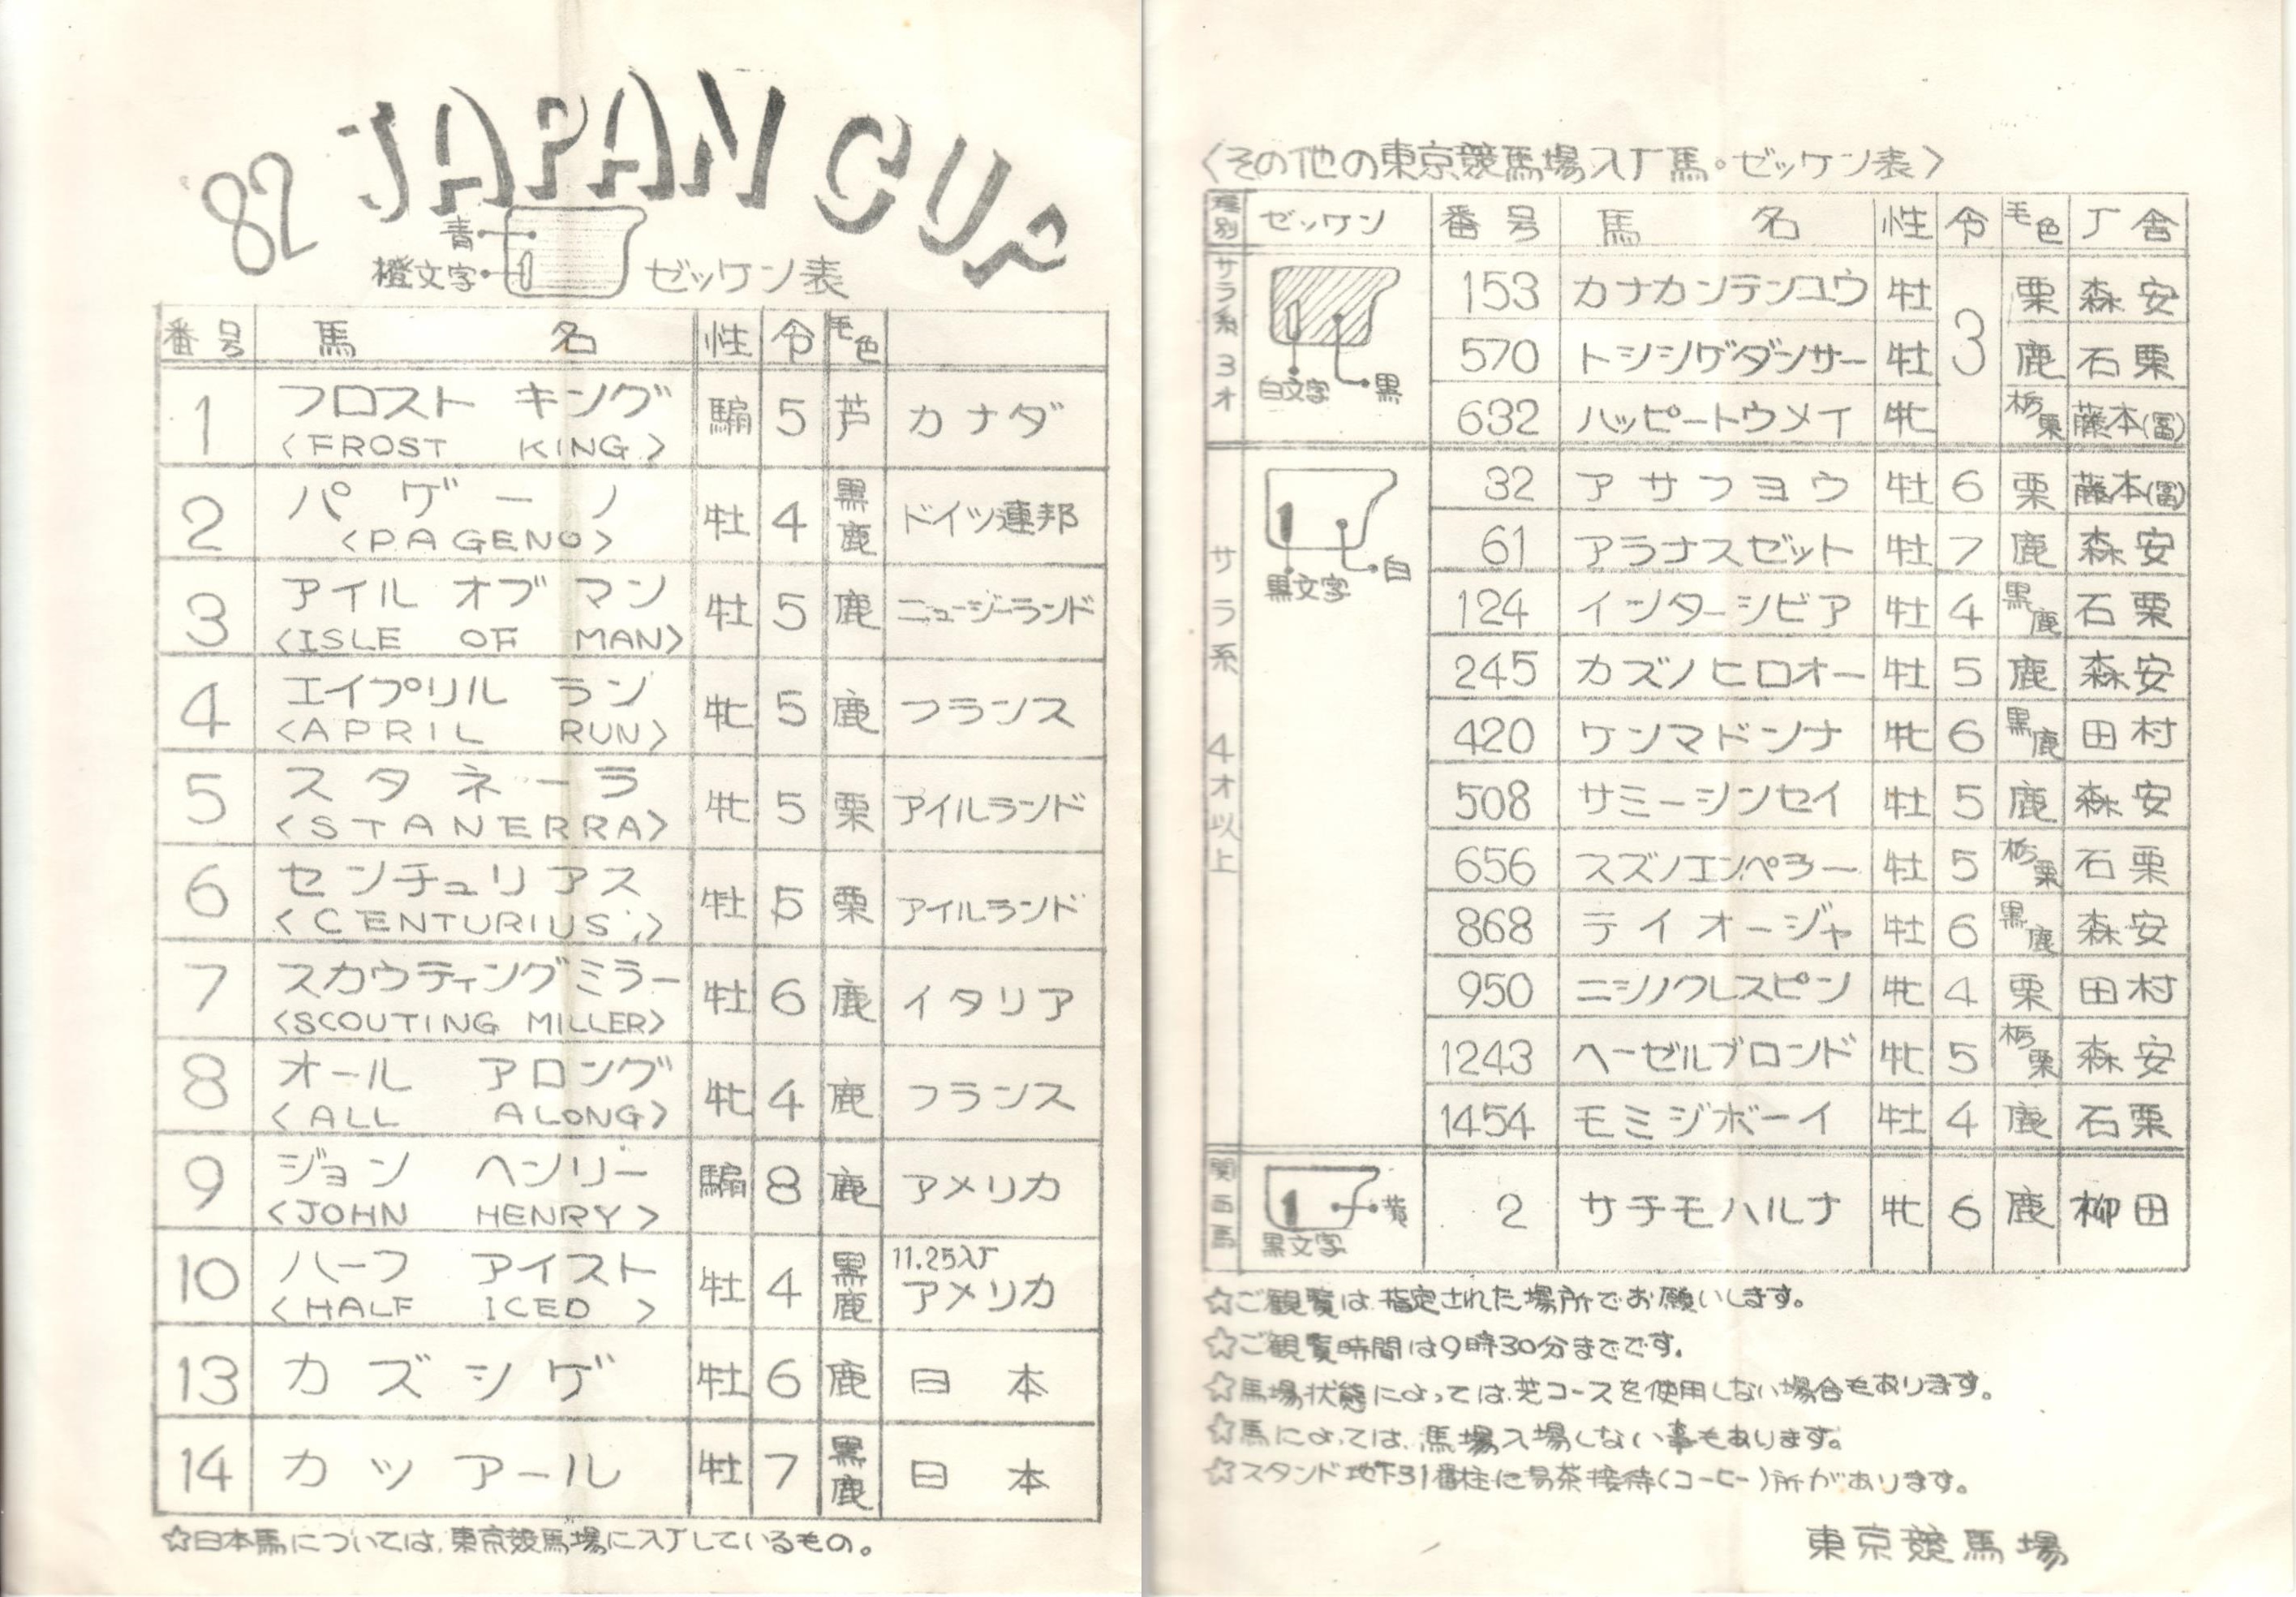 82 JAPAN CUP
青
橙文字 1 ゼッケン表
番号 馬名 性 令 毛色
1 フロスト キング 騸 5 芦 カナダ
<FROST KING>
2 パゲーノ 牡 4 黒鹿 ドイツ連邦
<PAGENO>
3 アイル オブ マン 牡 5 鹿 ニュージーランド
<ISLE OF MAN>
4 エイプリル ラン 牝 5 鹿 フランス
<APRIL RUN>
5 スタネーラ 牝 5 栗 アイルランド
<STANERRA>
6 センチュリアス 牡 5 栗 アイルランド
<CENTURIUS>
7 スカウティングミラー 牡 6 鹿 イタリア
<SCOUTING MILLER>
8 オール アロング 牝 4 鹿 フランス
<ALL ALONG>
9 ジョン ヘンリー 騸 8 鹿 アメリカ
<JOHN HENRY>
10 ハーフ アイスト 牡 4 黒鹿 11.25入厂 アメリカ
<HALF ICED>
13 カズシゲ 牡 6 鹿 日本
14 カツアール 牡 7 黒鹿 日本
☆日本馬については、東京競馬場に入厂しているもの。
<その他の東京競馬場入厂馬。ゼッケン表>
種別 ゼッケン 番号 馬名 性 令 毛色 厂舎
サラ系3才
白文字 黒
153 カナカンテンユウ 牡 3 栗 森安
570 トシシゲダンサー 牡 鹿 石栗
632 ハッピートウメイ 牝 栃栗 藤本(冨)
サラ系 4才以上
1 黒文字 白
32 アサフヨウ 牡 6 栗 藤本(冨)
61 アラナスゼット 牡 7 鹿 森安
124 インターシビア 牡 4 黒鹿 石栗
245 カズノヒロオー 牡 5 鹿 森安
420 ケンマドンナ 牝 6 黒鹿 田村
508 サミーシンセイ 牡 5 鹿 森安
656 スズノエンペラー 牡 5 栃栗 石栗
868 テイオージャ 牡 6 黒鹿 森安
950 ニシノクレスピン 牝 4 栗 田村
1243 ヘーゼルブロンド 牝 5 栃栗 森安
1454 モミジボーイ 牡 4 鹿 石栗
関西馬
1 黄 黒文字
2 サチモハルナ 牝 6 鹿 柳田
☆ご観覧は、指定された場所でお願いします。
☆ご観覧時間は9時30分までです。
☆馬場状態によっては、芝コースを使用しない場合もあります。
☆馬によっては、馬場入場しない事もあります。
☆スタンド地下31番柱に湯茶接待(コーヒー)所があります。
東京競馬場